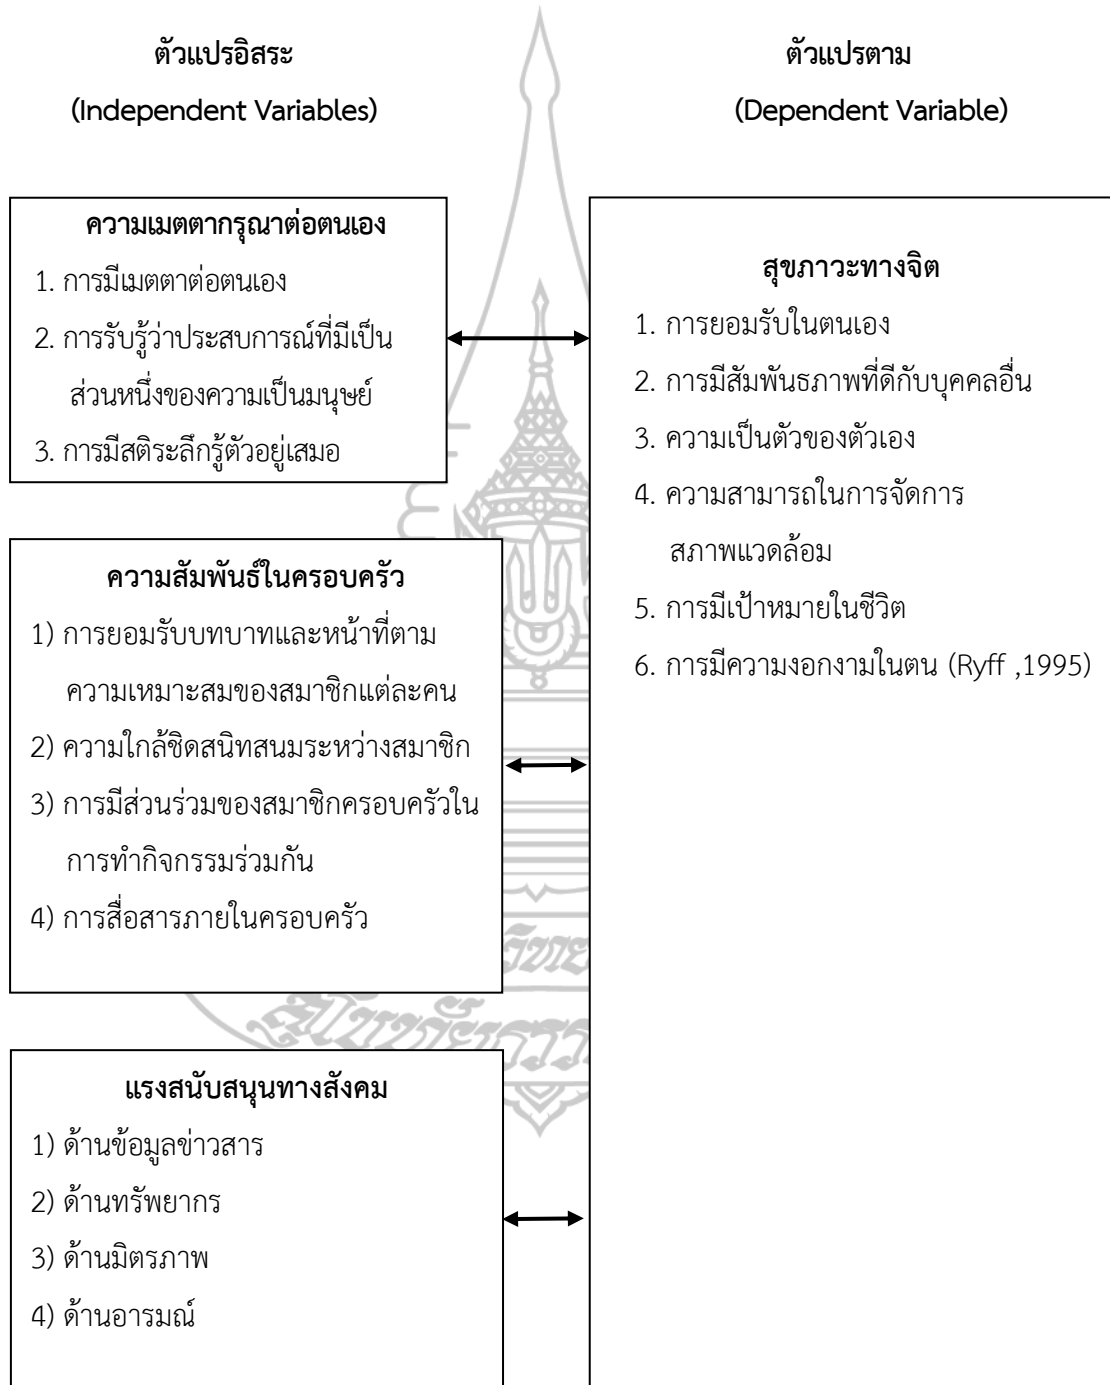 ตัวแปรอิสระ
(Independent Variables)
ตัวแปรตาม
(Dependent Variable)
ความเมตตากรุณาต่อตนเอง
1. การมีเมตตาต่อตนเอง
2. การรับรู้ว่าประสบการณ์ที่มีเป็น
ส่วนหนึ่งของความเป็นมนุษย์
3. การมีสติระลึกรู้ตัวอยู่เสมอ
ความสัมพันธ์ในครอบครัว
1) การยอมรับบทบาทและหน้าที่ตาม
ความเหมาะสมของสมาชิกแต่ละคน
2) ความใกล้ชิดสนิทสนมระหว่างสมาชิก
3) การมีส่วนร่วมของสมาชิกครอบครัวใน
การทำกิจกรรมร่วมกัน
4) การสื่อสารภายในครอบครัว
แรงสนับสนุนทางสังคม
1) ด้านข้อมูลข่าวสาร
2) ด้านทรัพยากร
3) ด้านมิตรภาพ
4) ด้านอารมณ์
สุขภาวะทางจิต
1. การยอมรับในตนเอง
2. การมีสัมพันธภาพที่ดีกับบุคคลอื่น
3. ความเป็นตัวของตัวเอง
4. ความสามารถในการจัดการ
สภาพแวดล้อม
5. การมีเป้าหมายในชีวิต
6. การมีความงอกงามในตน (Ryff ,1995)